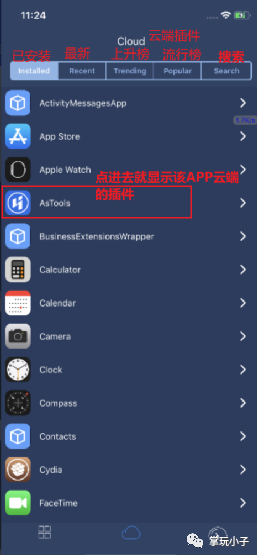 11:24
云端插件
Cloud
已安装 最新 上升榜 流行榜 搜索
Installed Recent Trending Popular Search
ActivityMessagesApp
App Store
Apple Watch
点进去就显示该APP云端
的插件
AsTools
BusinessExtensionsWrapper
Calculator
Calendar
Camera
Clock
Compass
Contacts
Cydia
FaceTime
掌玩小子